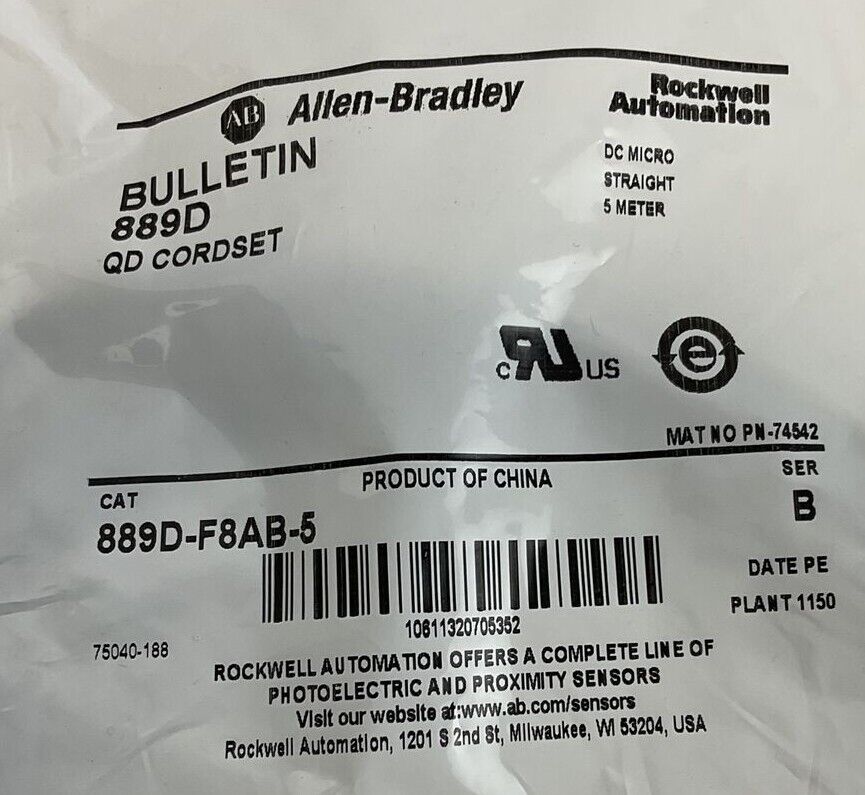 AB Allen-Bradley
Rockwell
Automation
BULLETIN
889D
QD CORDSET
DC MICRO
STRAIGHT
5 METER
c RU US
e
MAT NO PN-74542
CAT
PRODUCT OF CHINA
SER
889D-F8AB-5
B
DATE PE
PLANT 1150
10611320705352
75040-188
ROCKWELL AUTOMATION OFFERS A COMPLETE LINE OF
PHOTOELECTRIC AND PROXIMITY SENSORS
Visit our website at:www.ab.com/sensors
Rockwell Automation, 1201 S 2nd St, Milwaukee, WI 53204, USA